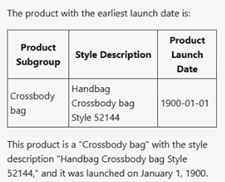 The product with the earliest launch date is:
Product Subgroup
Style Description
Product Launch Date
Crossbody bag
Handbag Crossbody bag Style 52144
1900-01-01
This product is a "Crossbody bag" with the style
description "Handbag Crossbody bag Style
52144," and it was launched on January 1, 1900.